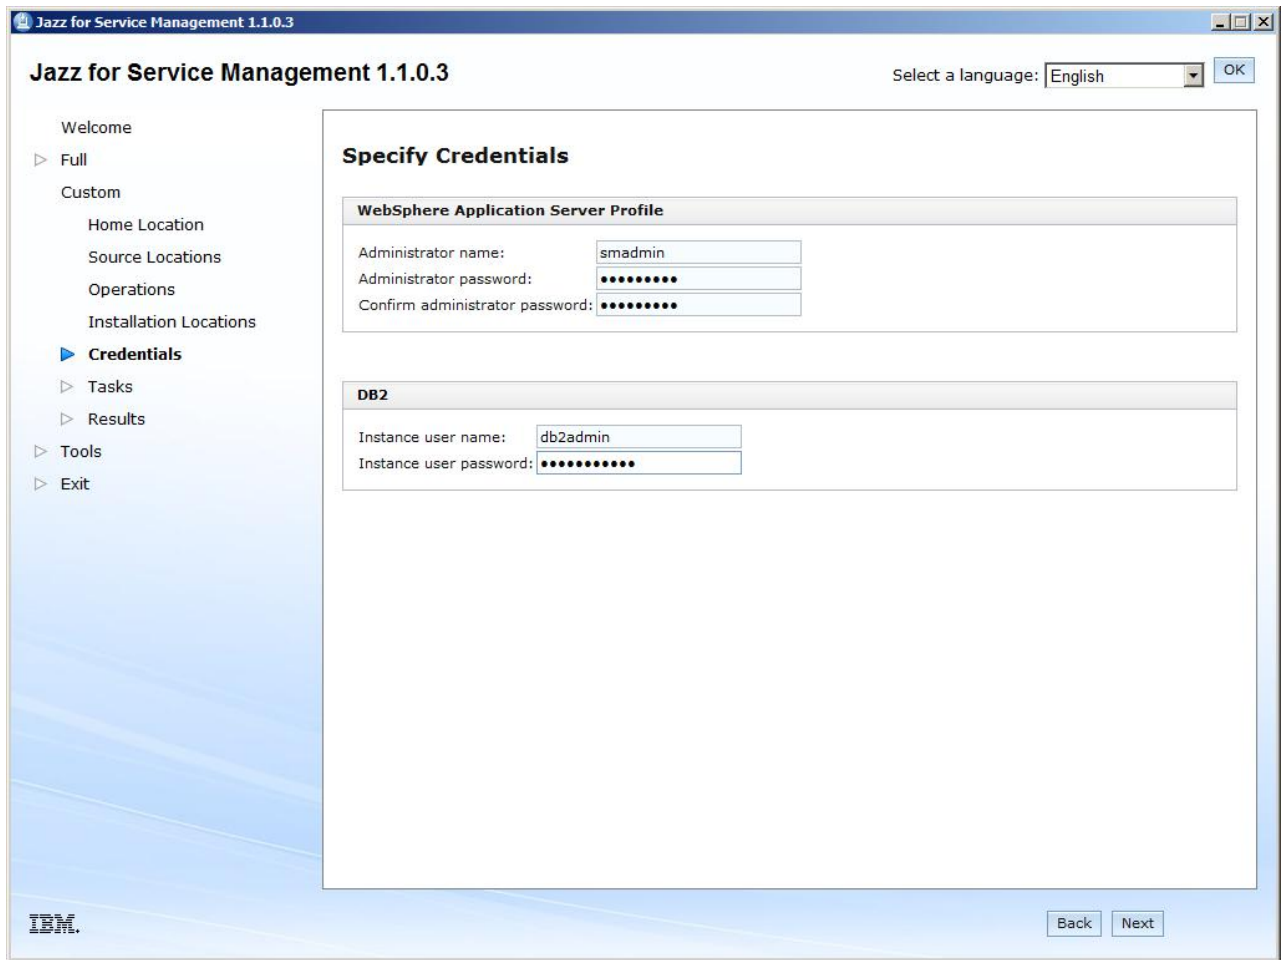 Jazz for Service Management 1.1.0.3
Jazz for Service Management 1.1.0.3
Select a language: English OK
Welcome
Full
Custom
Home Location
Source Locations
Operations
Installation Locations
Credentials
Tasks
Results
Tools
Exit
Specify Credentials
WebSphere Application Server Profile
Administrator name: smadmin
Administrator password: •••••••••
Confirm administrator password: •••••••••
DB2
Instance user name: db2admin
Instance user password: •••••••••••
IBM.
Back Next